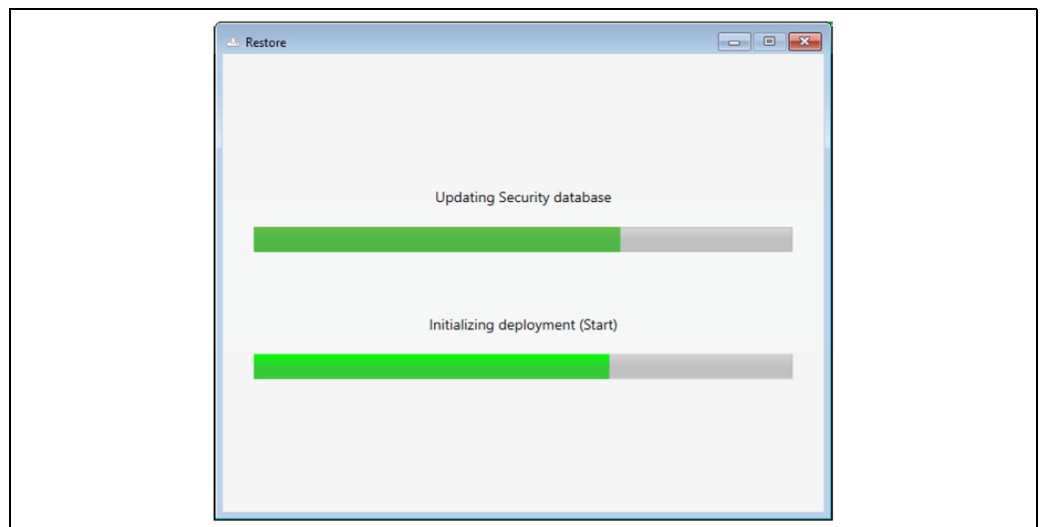 Restore
Updating Security database
Initializing deployment (Start)